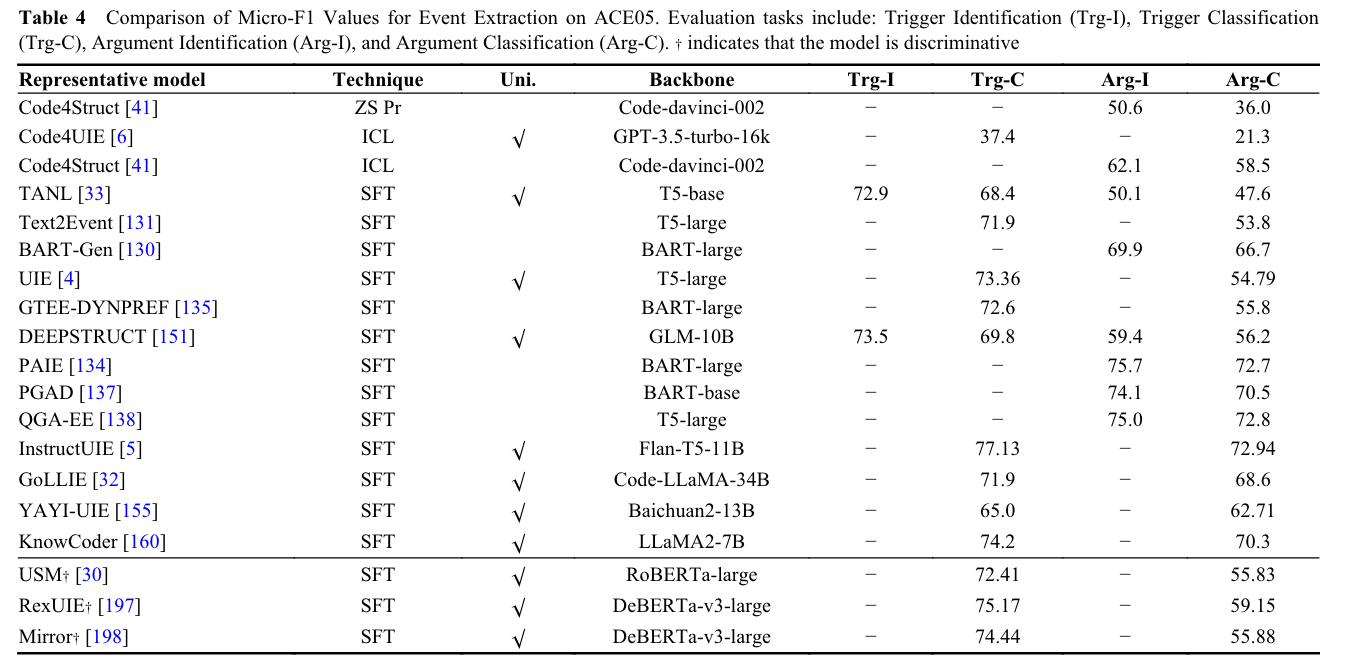 Table 4 Comparison of Micro-F1 Values for Event Extraction on ACE05. Evaluation tasks include: Trigger Identification (Trg-I), Trigger Classification
(Trg-C), Argument Identification (Arg-I), and Argument Classification (Arg-C). † indicates that the model is discriminative
Representative model Technique Uni. Backbone Trg-I Trg-C Arg-I Arg-C
Code4Struct [41] ZS Pr Code-davinci-002 − − 50.6 36.0
Code4UIE [6] ICL √ GPT-3.5-turbo-16k − 37.4 − 21.3
Code4Struct [41] ICL Code-davinci-002 − − 62.1 58.5
TANL [33] SFT √ T5-base 72.9 68.4 50.1 47.6
Text2Event [131] SFT T5-large − 71.9 − 53.8
BART-Gen [130] SFT BART-large − − 69.9 66.7
UIE [4] SFT √ T5-large − 73.36 − 54.79
GTEE-DYNPREF [135] SFT BART-large − 72.6 − 55.8
DEEPSTRUCT [151] SFT √ GLM-10B 73.5 69.8 59.4 56.2
PAIE [134] SFT BART-large − − 75.7 72.7
PGAD [137] SFT BART-base − − 74.1 70.5
QGA-EE [138] SFT T5-large − − 75.0 72.8
InstructUIE [5] SFT √ Flan-T5-11B − 77.13 − 72.94
GoLLIE [32] SFT √ Code-LLaMA-34B − 71.9 − 68.6
YAYI-UIE [155] SFT √ Baichuan2-13B − 65.0 − 62.71
KnowCoder [160] SFT √ LLaMA2-7B − 74.2 − 70.3
USM† [30] SFT √ RoBERTa-large − 72.41 − 55.83
RexUIE† [197] SFT √ DeBERTa-v3-large − 75.17 − 59.15
Mirror† [198] SFT √ DeBERTa-v3-large − 74.44 − 55.88